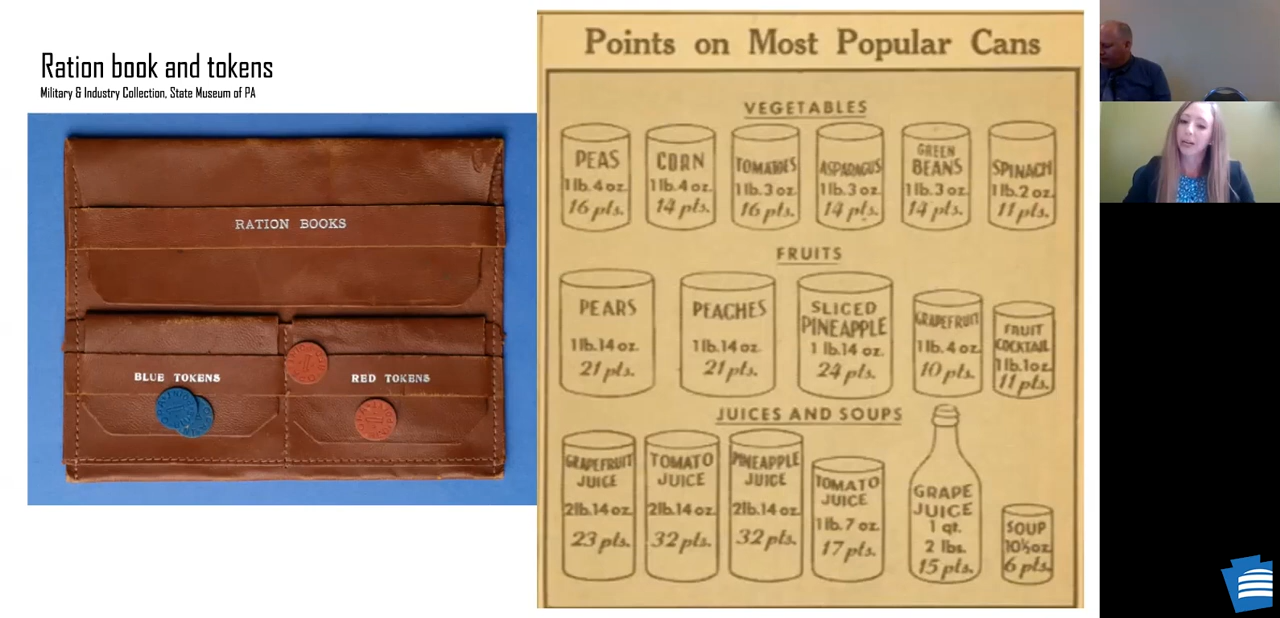 Ration book and tokens
Military & Industry Collection, State Museum of PA
RATION BOOKS
BLUE TOKENS
RED TOKENS
Points on Most Popular Cans
VEGETABLES
PEAS
1 lb. 4 oz.
16 pts.
CORN
1 lb. 4 oz.
14 pts.
TOMATOES
1 lb. 3 oz.
16 pts.
ASPARAGUS
1 lb. 3 oz.
14 pts.
GREEN
BEANS
1 lb. 3 oz.
14 pts.
SPINACH
1 lb. 2 oz.
11 pts.
FRUITS
PEARS
1 lb. 14 oz.
21 pts.
PEACHES
1 lb. 14 oz.
21 pts.
SLICED
PINEAPPLE
1 lb. 14 oz.
24 pts.
GRAPEFRUIT
1 lb. 4 oz.
10 pts.
FRUIT
COCKTAIL
1 lb. 1 oz.
11 pts.
JUICES AND SOUPS
GRAPEFRUIT
JUICE
2 lb. 14 oz.
23 pts.
TOMATO
JUICE
2 lb. 14 oz.
32 pts.
PINEAPPLE
JUICE
2 lb. 14 oz.
32 pts.
TOMATO
JUICE
1 lb. 7 oz.
17 pts.
GRAPE
JUICE
1 qt.
2 lbs.
15 pts.
SOUP
10½ oz.
6 pts.